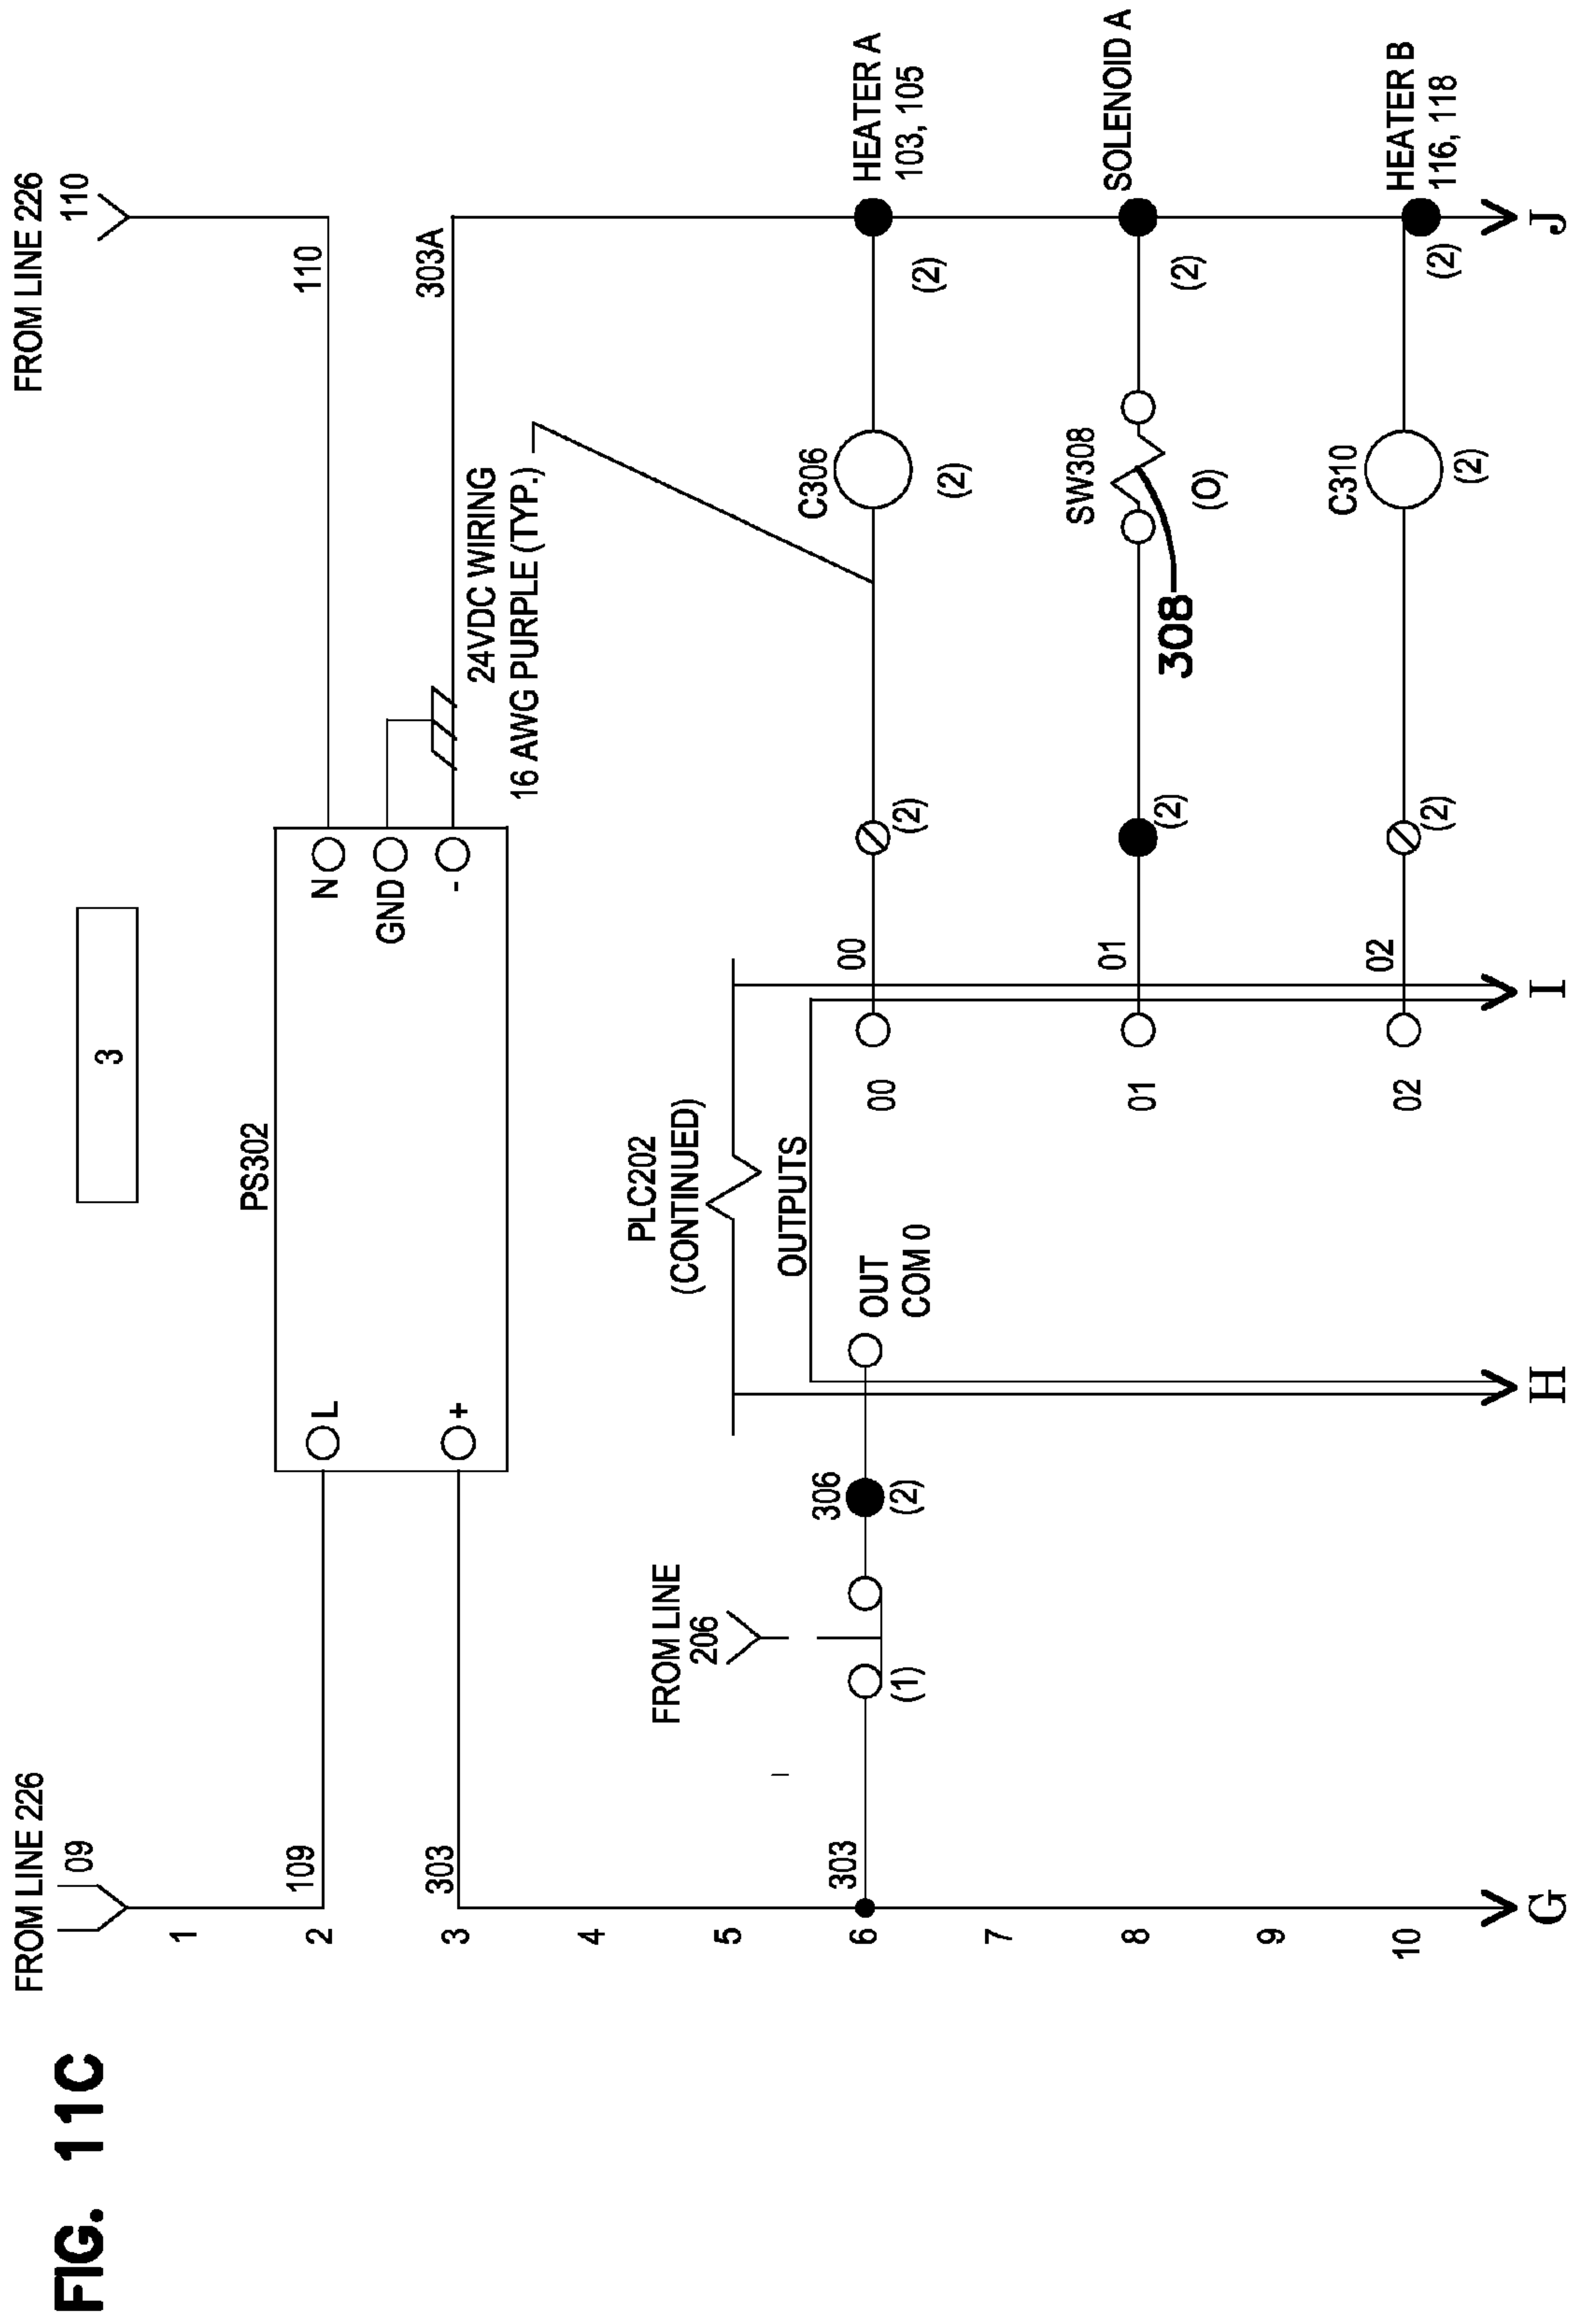 FIG. 11C
FROM LINE 226
09
FROM LINE 226
110
3
1
2
109
L
PS302
N
110
GND
3
303
+
-
303A
24VDC WIRING
16 AWG PURPLE (TYP.)
4
5
FROM LINE
206
PLC202
(CONTINUED)
OUTPUTS
6
303
(1)
306
(2)
OUT
COM 0
00
00
(2)
C306
(2)
(2)
HEATER A
103, 105
7
8
01
01
(2)
308
SW308
(O)
(2)
SOLENOID A
9
10
02
02
(2)
C310
(2)
(2)
HEATER B
116, 118
G
H
I
J